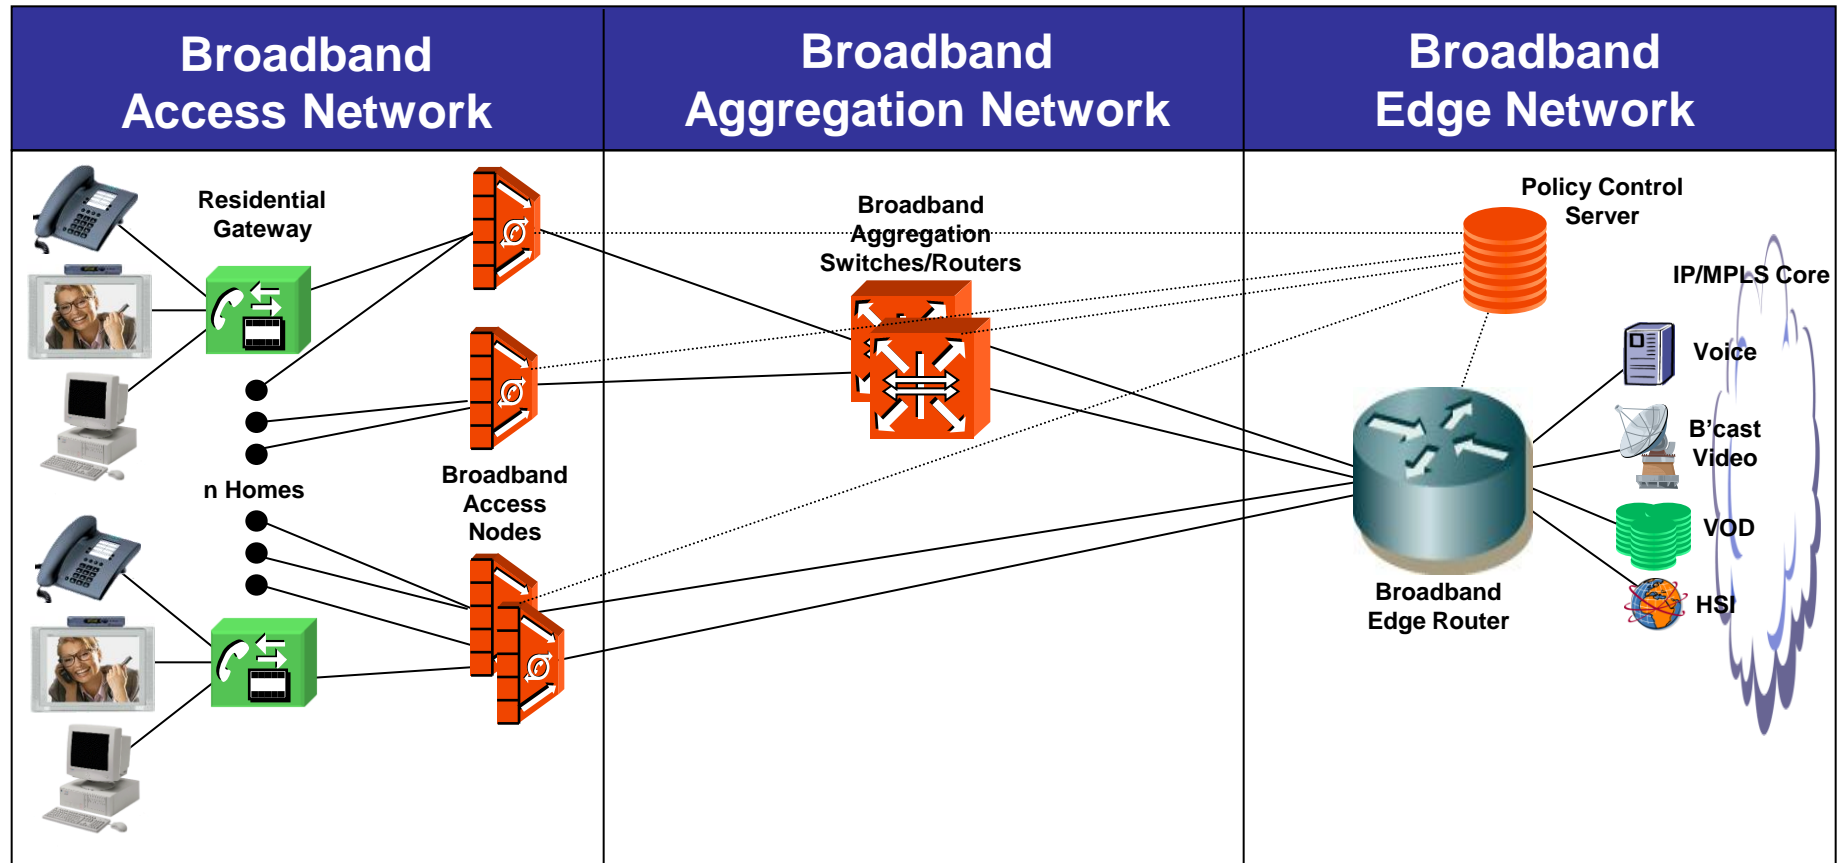 Broadband
Access Network
Broadband
Aggregation Network
Broadband
Edge Network
Residential
Gateway
n Homes
Broadband
Access
Nodes
Broadband
Aggregation
Switches/Routers
Policy Control
Server
IP/MPLS Core
Voice
B’cast
Video
VOD
HSI
Broadband
Edge Router